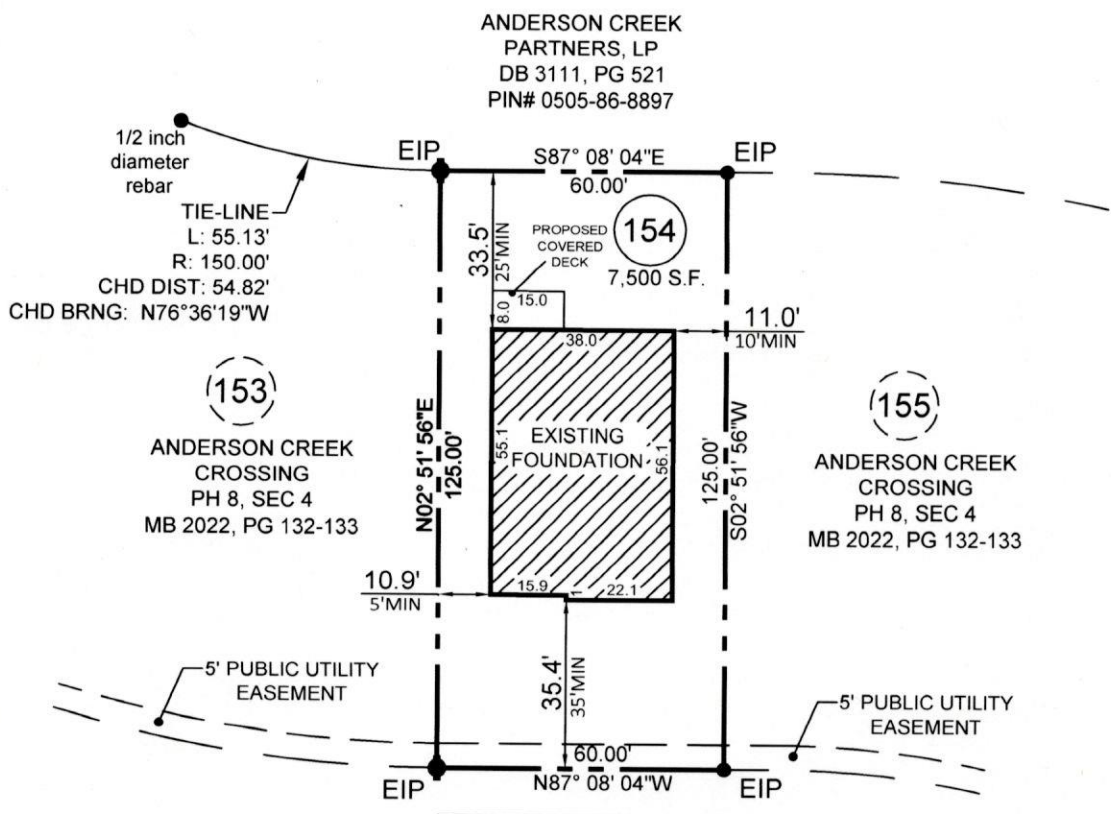 ANDERSON CREEK
PARTNERS, LP
DB 3111, PG 521
PIN# 0505-86-8897
1/2 inch
diameter
rebar
EIP
S87° 08' 04"E
60.00'
EIP
TIE-LINE
L: 55.13'
R: 150.00'
CHD DIST: 54.82'
CHD BRNG: N76°36'19"W
33.5'
25'MIN
PROPOSED
COVERED
DECK
154
7,500 S.F.
8.0
15.0
38.0
11.0'
10'MIN
153
ANDERSON CREEK
CROSSING
PH 8, SEC 4
MB 2022, PG 132-133
N02° 51' 56"E
125.00'
55.1
EXISTING
FOUNDATION
56.1
125.00'
S02° 51' 56"W
155
ANDERSON CREEK
CROSSING
PH 8, SEC 4
MB 2022, PG 132-133
10.9'
5'MIN
15.9
1
22.1
35.4'
35'MIN
5' PUBLIC UTILITY
EASEMENT
5' PUBLIC UTILITY
EASEMENT
60.00'
N87° 08' 04"W
EIP
EIP